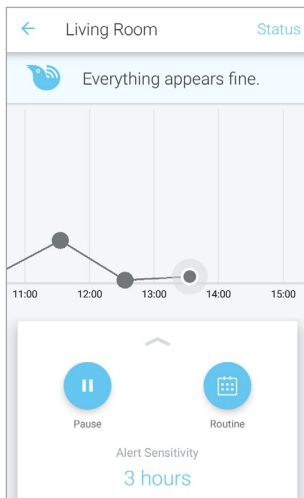 Living Room Status
Everything appears fine.
11:00 12:00 13:00 14:00 15:00
Pause Routine
Alert Sensitivity
3 hours